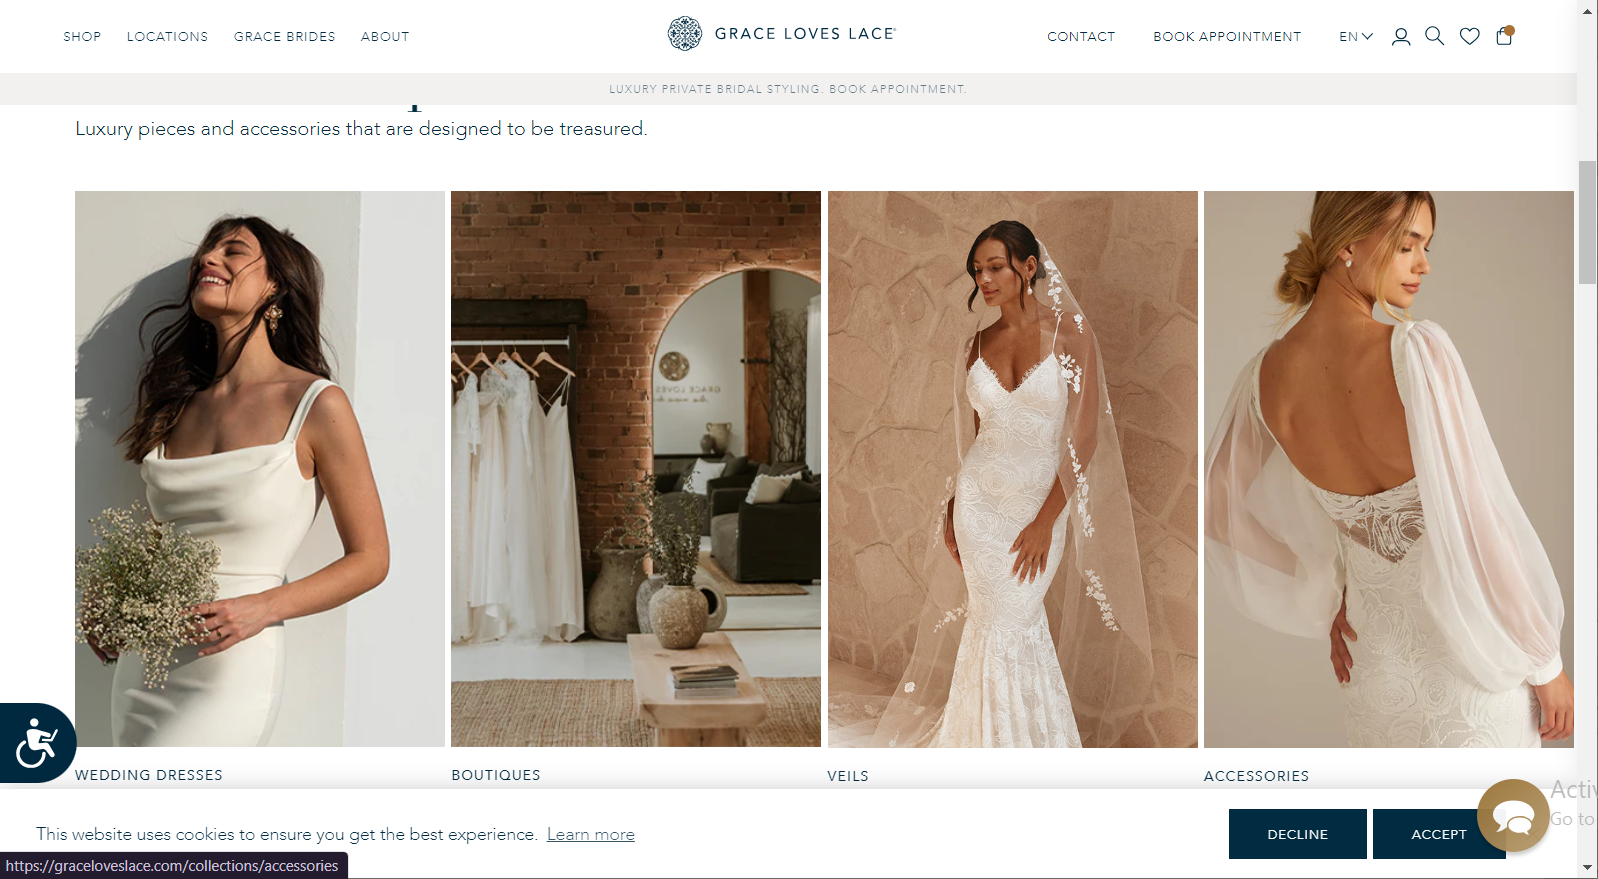 SHOP
LOCATIONS
GRACE BRIDES
ABOUT
GRACE LOVES LACE
CONTACT
BOOK APPOINTMENT
EN
LUXURY PRIVATE BRIDAL STYLING. BOOK APPOINTMENT.
Luxury pieces and accessories that are designed to be treasured.
GRACE LOVES
WEDDING DRESSES
BOUTIQUES
VEILS
ACCESSORIES
This website uses cookies to ensure you get the best experience. Learn more
DECLINE
ACCEPT
Go to
https://graceloveslace.com/collections/accessories